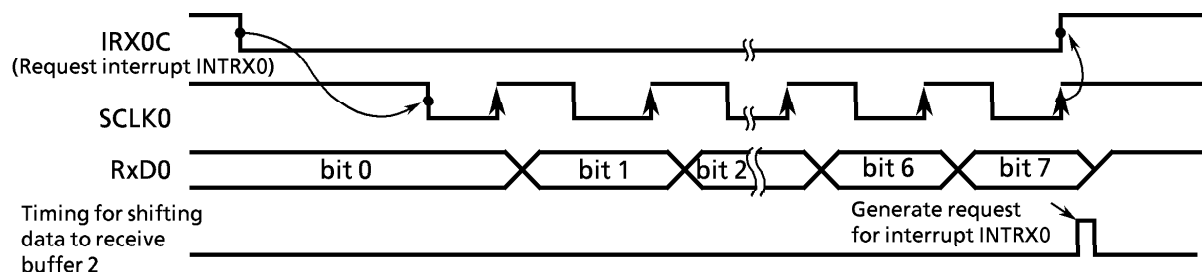 IRX0C
(Request interrupt INTRX0)
SCLK0
RxD0
bit 0
bit 1
bit 2
bit 6
bit 7
Timing for shifting
data to receive
buffer 2
Generate request
for interrupt INTRX0